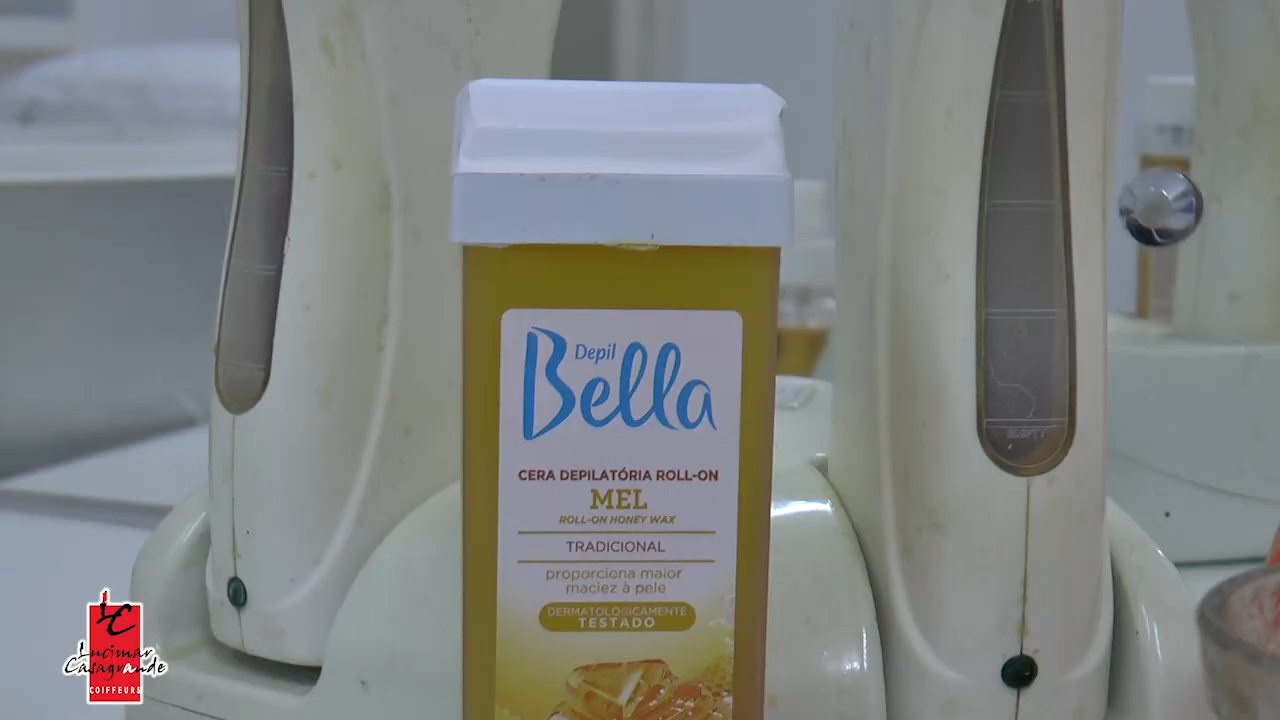 Depil
Bella
CERA DEPILATÓRIA ROLL-ON
MEL
ROLL-ON HONEY WAX
TRADICIONAL
proporciona maior
maciez à pele
DERMATOLOGICAMENTE
TESTADO
LC
Lucimar
Casagrande
COIFFEURS